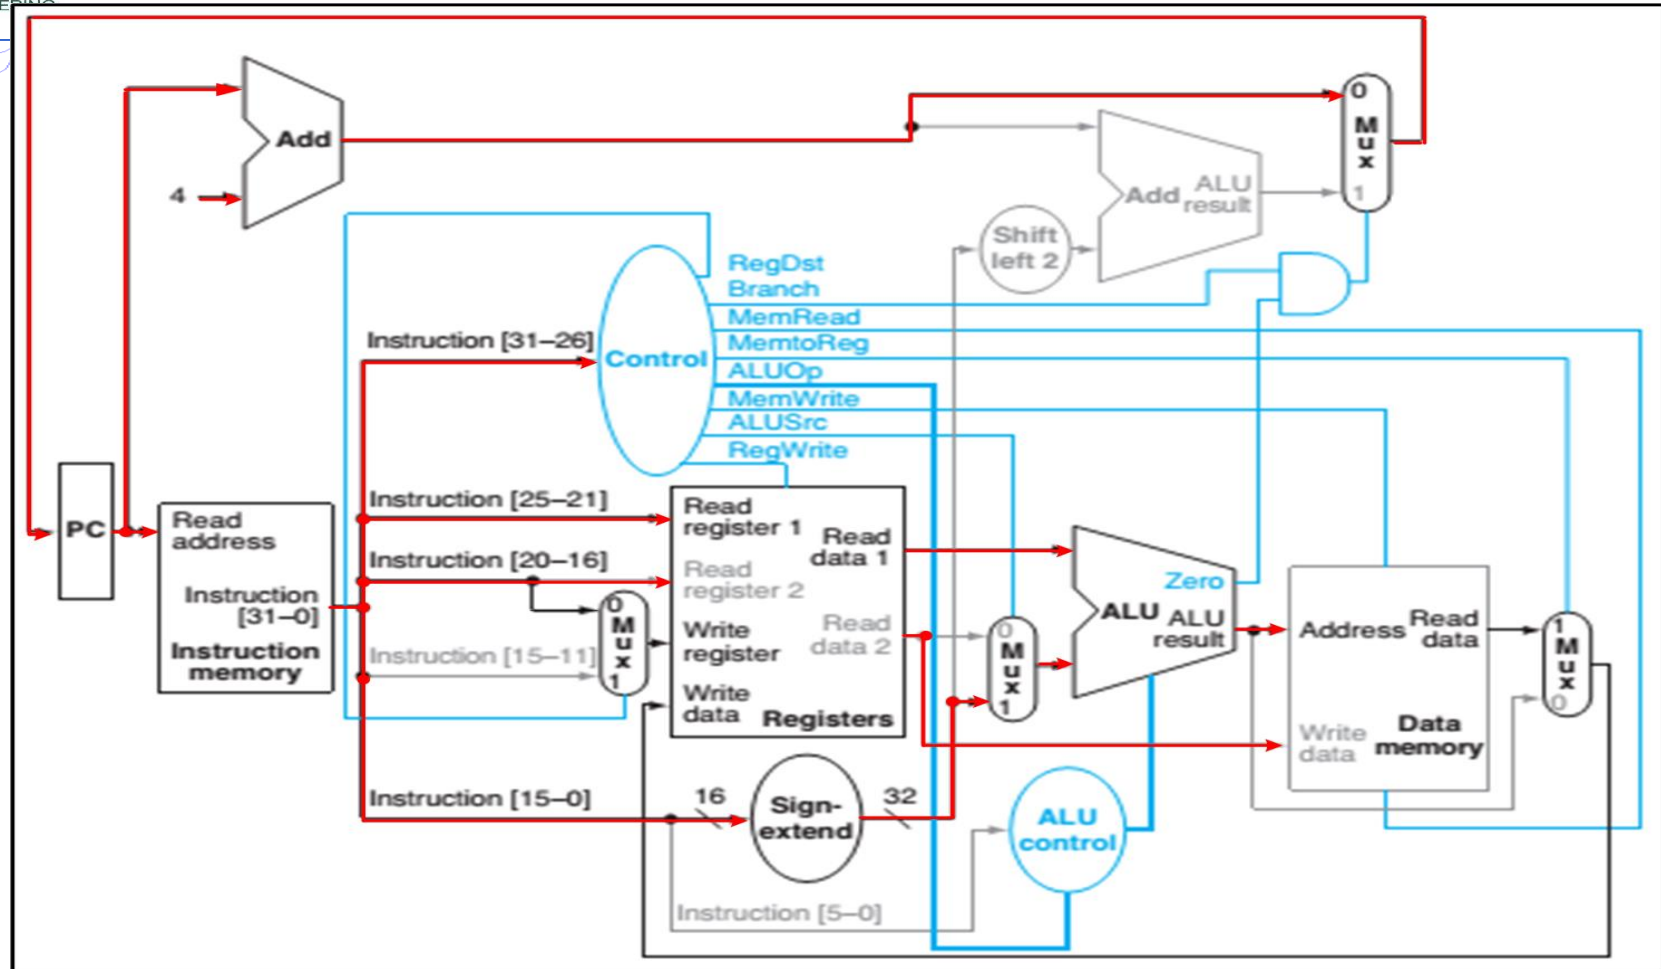 ERING
0
M
u
x
1
Add
4
Add
ALU
result
Shift
left 2
RegDst
Branch
MemRead
MemtoReg
ALUOp
MemWrite
ALUSrc
RegWrite
Control
Instruction [31–26]
Instruction [25–21]
Instruction [20–16]
Instruction [15–11]
Instruction [15–0]
Instruction [5–0]
PC
Read
address
Instruction
[31–0]
Instruction
memory
0
M
u
x
1
Read
register 1
Read
register 2
Write
register
Write
data
Read
data 1
Read
data 2
Registers
16
Sign-
extend
32
0
M
u
x
1
Zero
ALU
ALU
result
ALU
control
Address
Read
data
Write
data
Data
memory
1
M
u
x
0